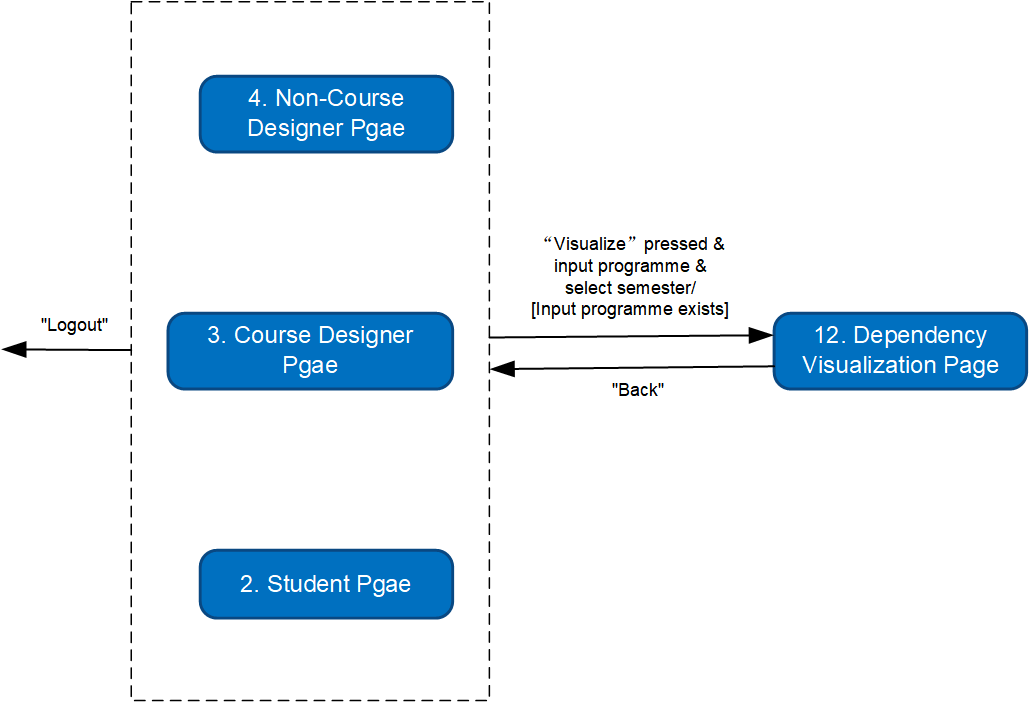 4. Non-Course
Designer Pgae
“Visualize” pressed &
input programme &
select semester/
[Input programme exists]
"Logout"
3. Course Designer
Pgae
12. Dependency
Visualization Page
"Back"
2. Student Pgae